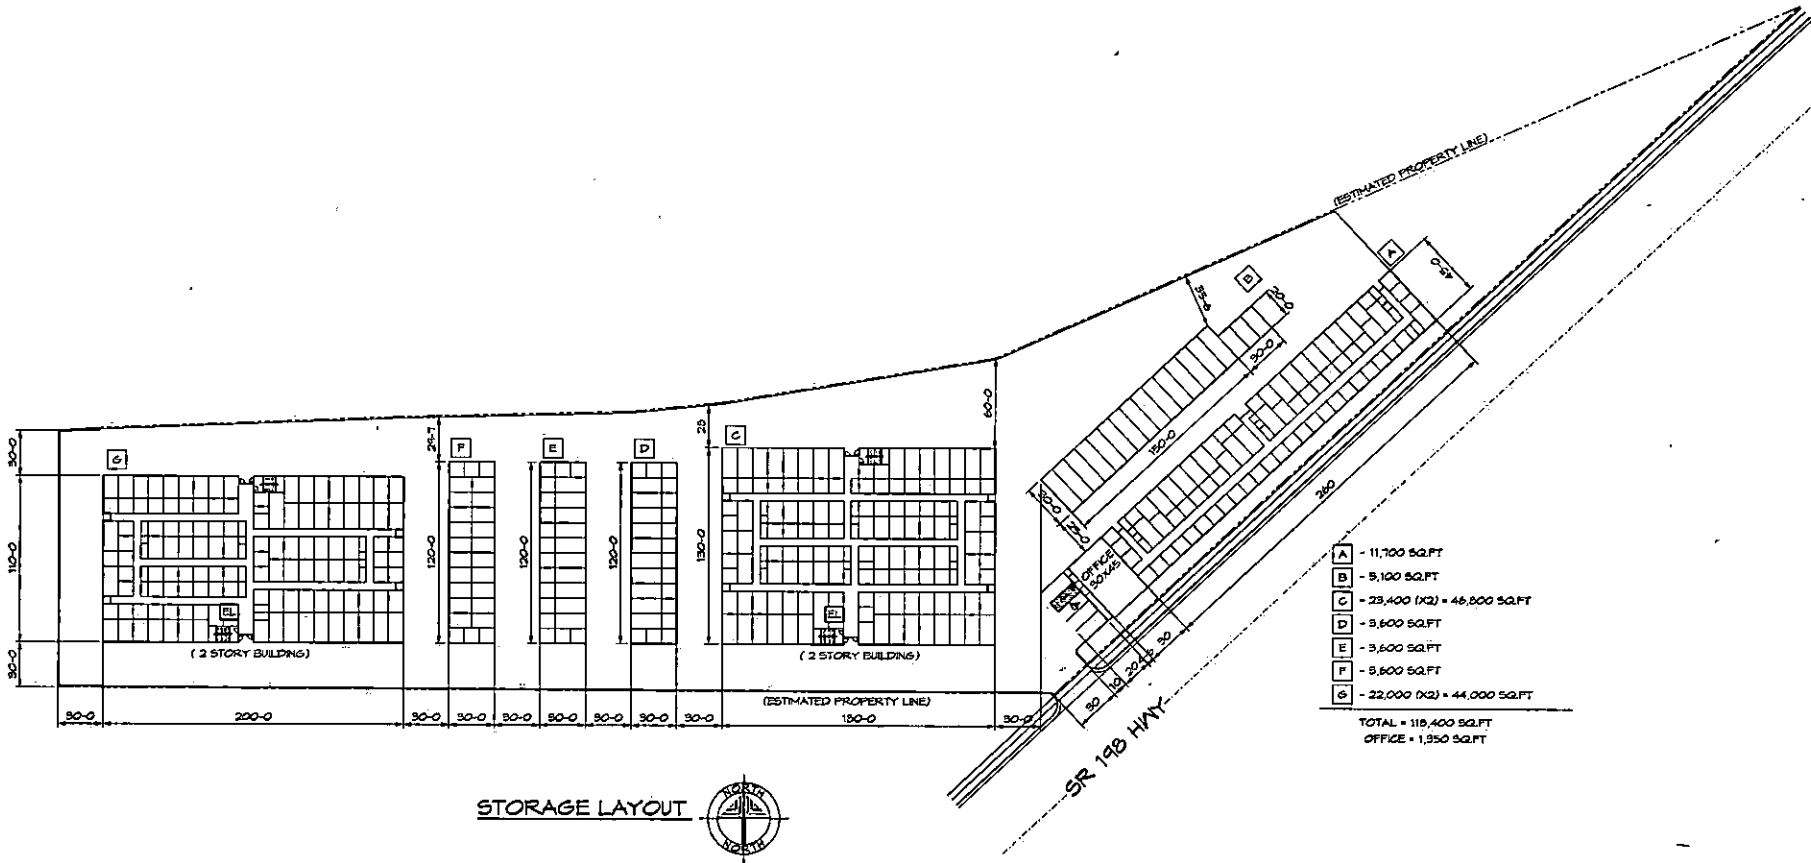 (ESTIMATED PROPERTY LINE)
A
45-0
B
20-0
35-6
30-0
150-0
260
30-0
25-0
OFFICE
30X45
60-0
C
25
130-0
D
120-0
E
120-0
F
25-7
120-0
G
30-0
110-0
30-0
EL
(2 STORY BUILDING)
EL
(2 STORY BUILDING)
(ESTIMATED PROPERTY LINE)
30-0
200-0
30-0
30-0
30-0
30-0
30-0
30-0
30-0
180-0
30-0
30
10
20
30
SR 198 HWY
A - 11,700 SQ.FT
B - 5,100 SQ.FT
C - 23,400 (X2) = 46,800 SQ.FT
D - 3,600 SQ.FT
E - 3,600 SQ.FT
F - 3,600 SQ.FT
G - 22,000 (X2) = 44,000 SQ.FT
TOTAL = 118,400 SQ.FT
OFFICE = 1,350 SQ.FT
STORAGE LAYOUT
NORTH
NORTH